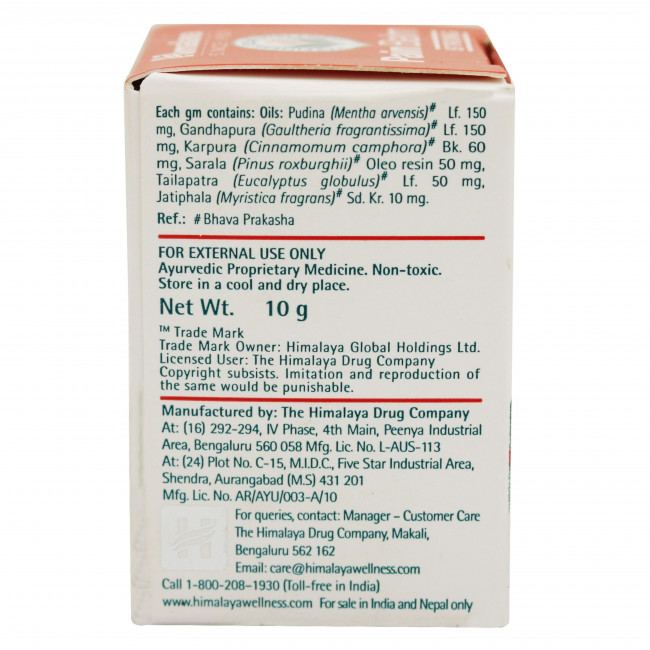 Himalaya
SINCE 1930
Pain Balm
Each gm contains: Oils: Pudina (Mentha arvensis)# Lf. 150
mg, Gandhapura (Gaultheria fragrantissima)# Lf. 150
mg, Karpura (Cinnamomum camphora)# Bk. 60
mg, Sarala (Pinus roxburghii)# Oleo resin 50 mg,
Tailapatra (Eucalyptus globulus)# Lf. 50 mg,
Jatiphala (Myristica fragrans)# Sd. Kr. 10 mg.
Ref.: # Bhava Prakasha
FOR EXTERNAL USE ONLY
Ayurvedic Proprietary Medicine. Non-toxic.
Store in a cool and dry place.
Net Wt. 10 g
™ Trade Mark
Trade Mark Owner: Himalaya Global Holdings Ltd.
Licensed User: The Himalaya Drug Company
Copyright subsists. Imitation and reproduction of
the same would be punishable.
Manufactured by: The Himalaya Drug Company
At: (16) 292-294, IV Phase, 4th Main, Peenya Industrial
Area, Bengaluru 560 058 Mfg. Lic. No. L-AUS-113
At: (24) Plot No. C-15, M.I.D.C., Five Star Industrial Area,
Shendra, Aurangabad (M.S) 431 201
Mfg. Lic. No. AR/AYU/003-A/10
For queries, contact: Manager – Customer Care
The Himalaya Drug Company, Makali,
Bengaluru 562 162
Email: care@himalayawellness.com
Call 1-800-208-1930 (Toll-free in India)
www.himalayawellness.com For sale in India and Nepal only